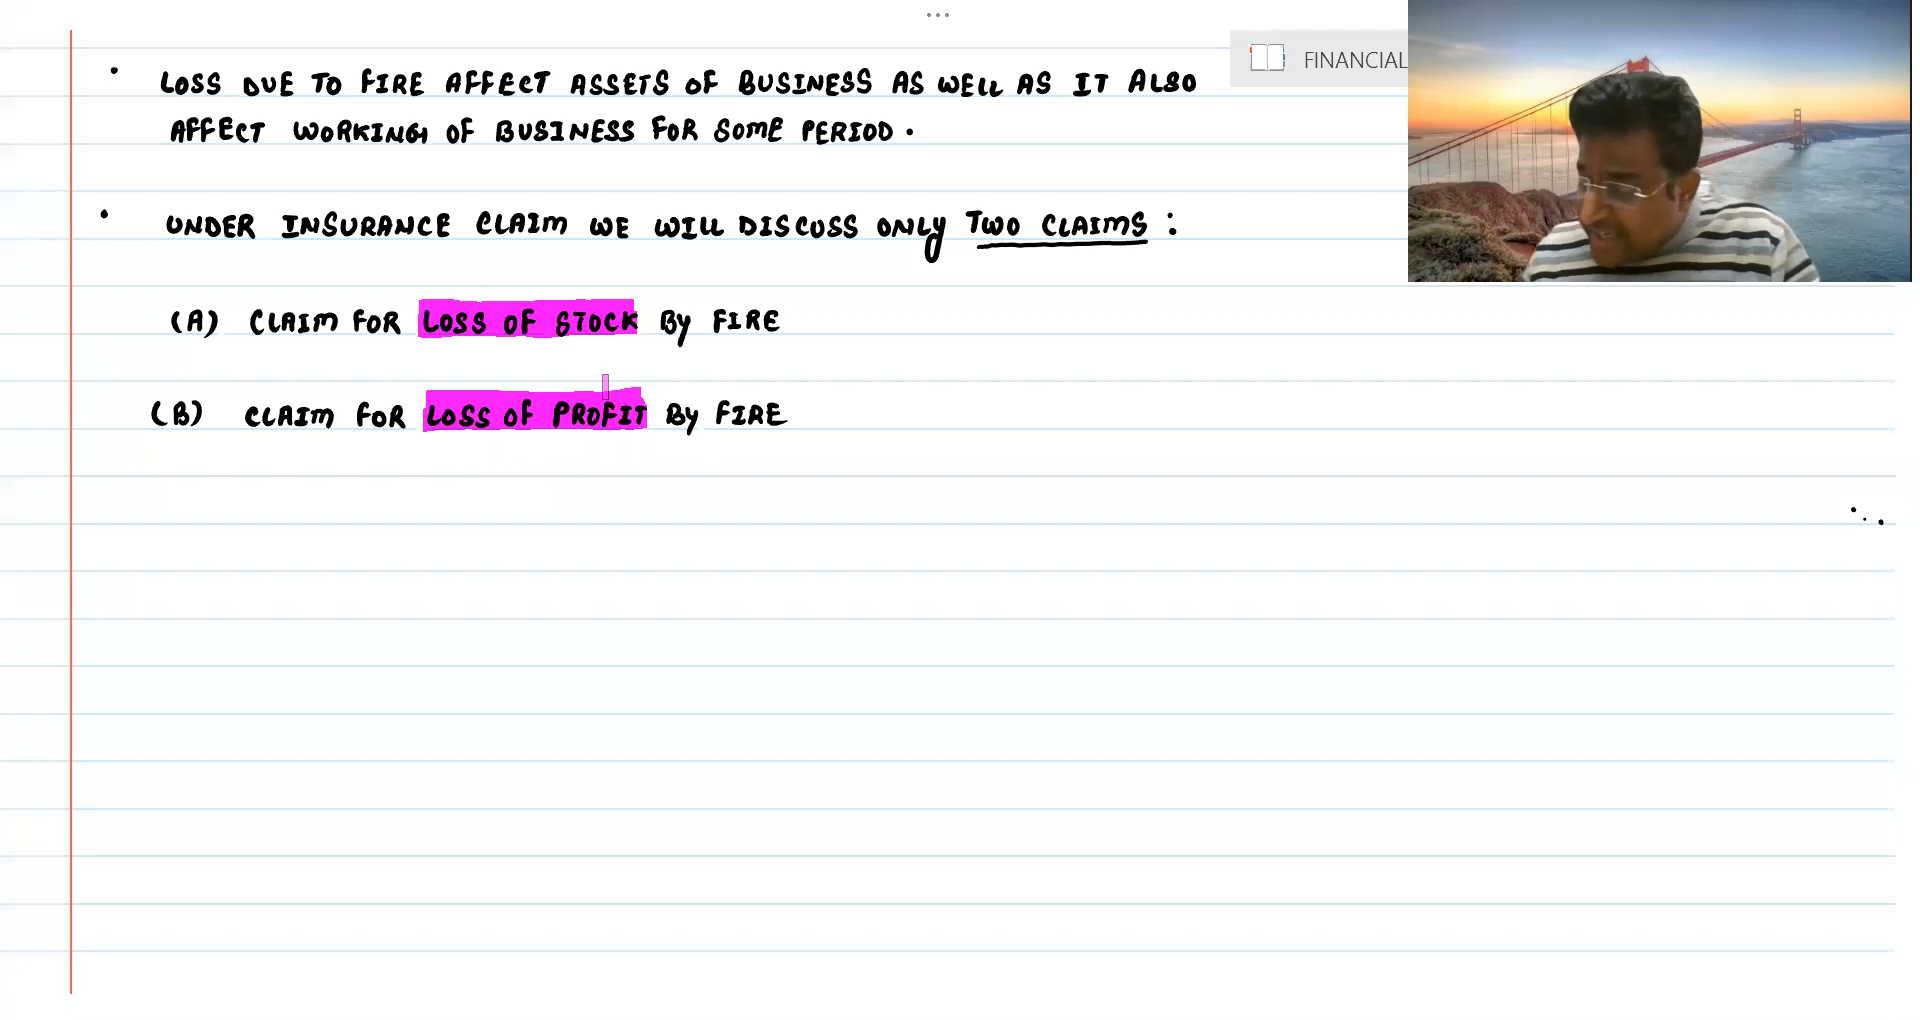 FINANCIAL
• LOSS DUE TO FIRE AFFECT ASSETS OF BUSINESS AS WELL AS IT ALSO
AFFECT WORKING OF BUSINESS FOR SOME PERIOD.
• UNDER INSURANCE CLAIM WE WILL DISCUSS ONLY TWO CLAIMS :
(A) CLAIM FOR LOSS OF STOCK BY FIRE
(B) CLAIM FOR LOSS OF PROFIT BY FIRE